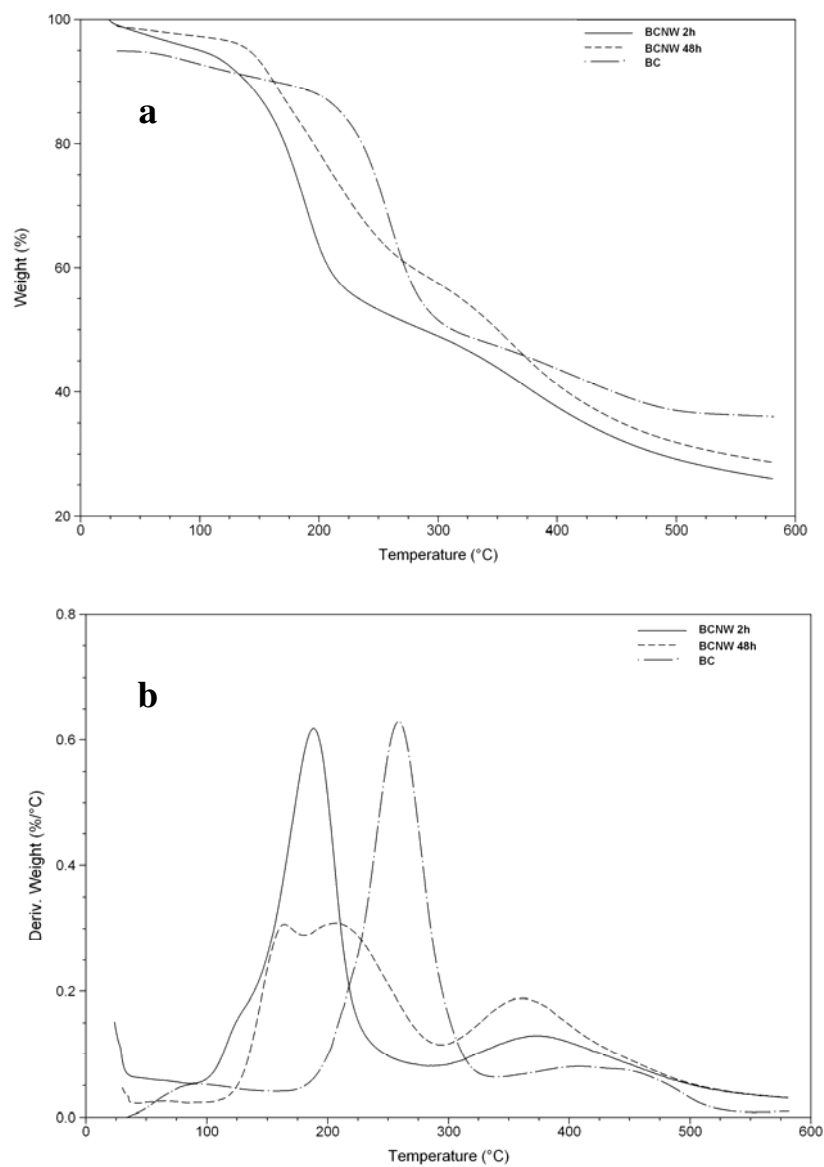 a
BCNW 2h
BCNW 48h
BC
Weight (%)
100
80
60
40
20
0 100 200 300 400 500 600
Temperature (°C)
b
BCNW 2h
BCNW 48h
BC
Deriv. Weight (%/°C)
0.8
0.6
0.4
0.2
0.0
0 100 200 300 400 500 600
Temperature (°C)